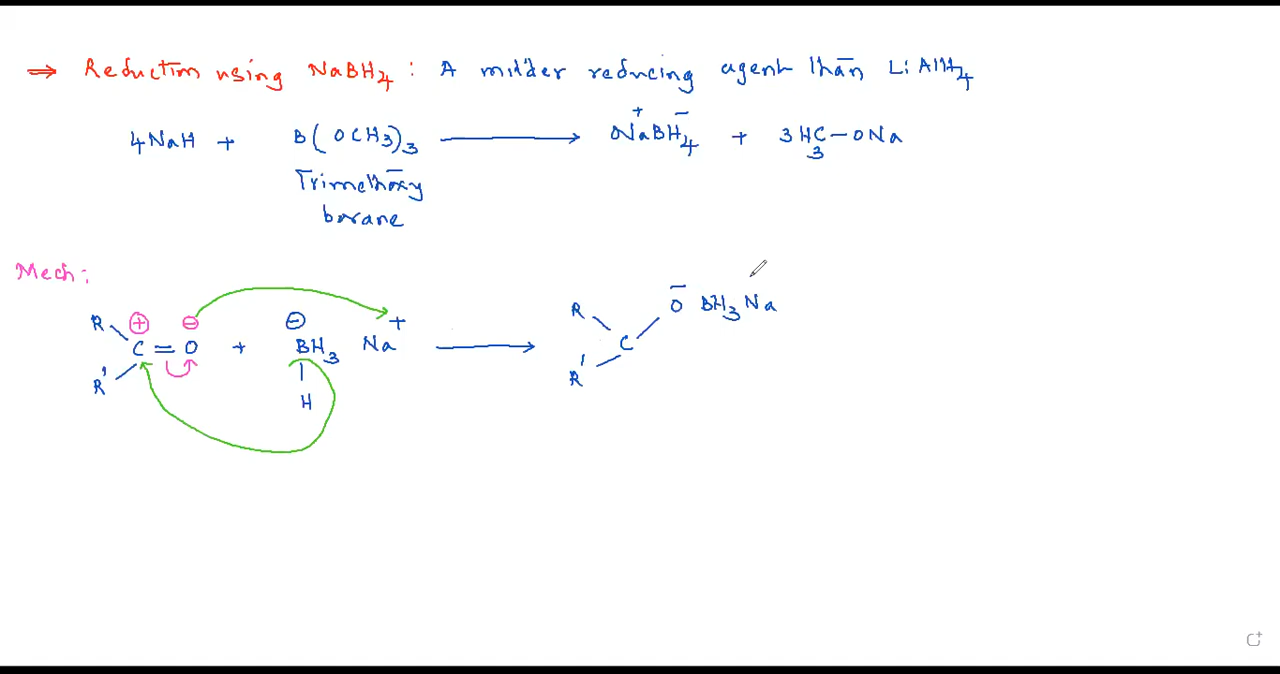 ⇒ Reduction using NaBH4 : A milder reducing agent than LiAlH4
4NaH + B(OCH3)3 ⟶ ONa+BH4− + 3H3C−ONa
Trimethoxy
borane
Mech:
R ⊕ ⊖ ⊖ + R O− BH3 Na
C = O + BH3 Na ⟶ C
R' H R'